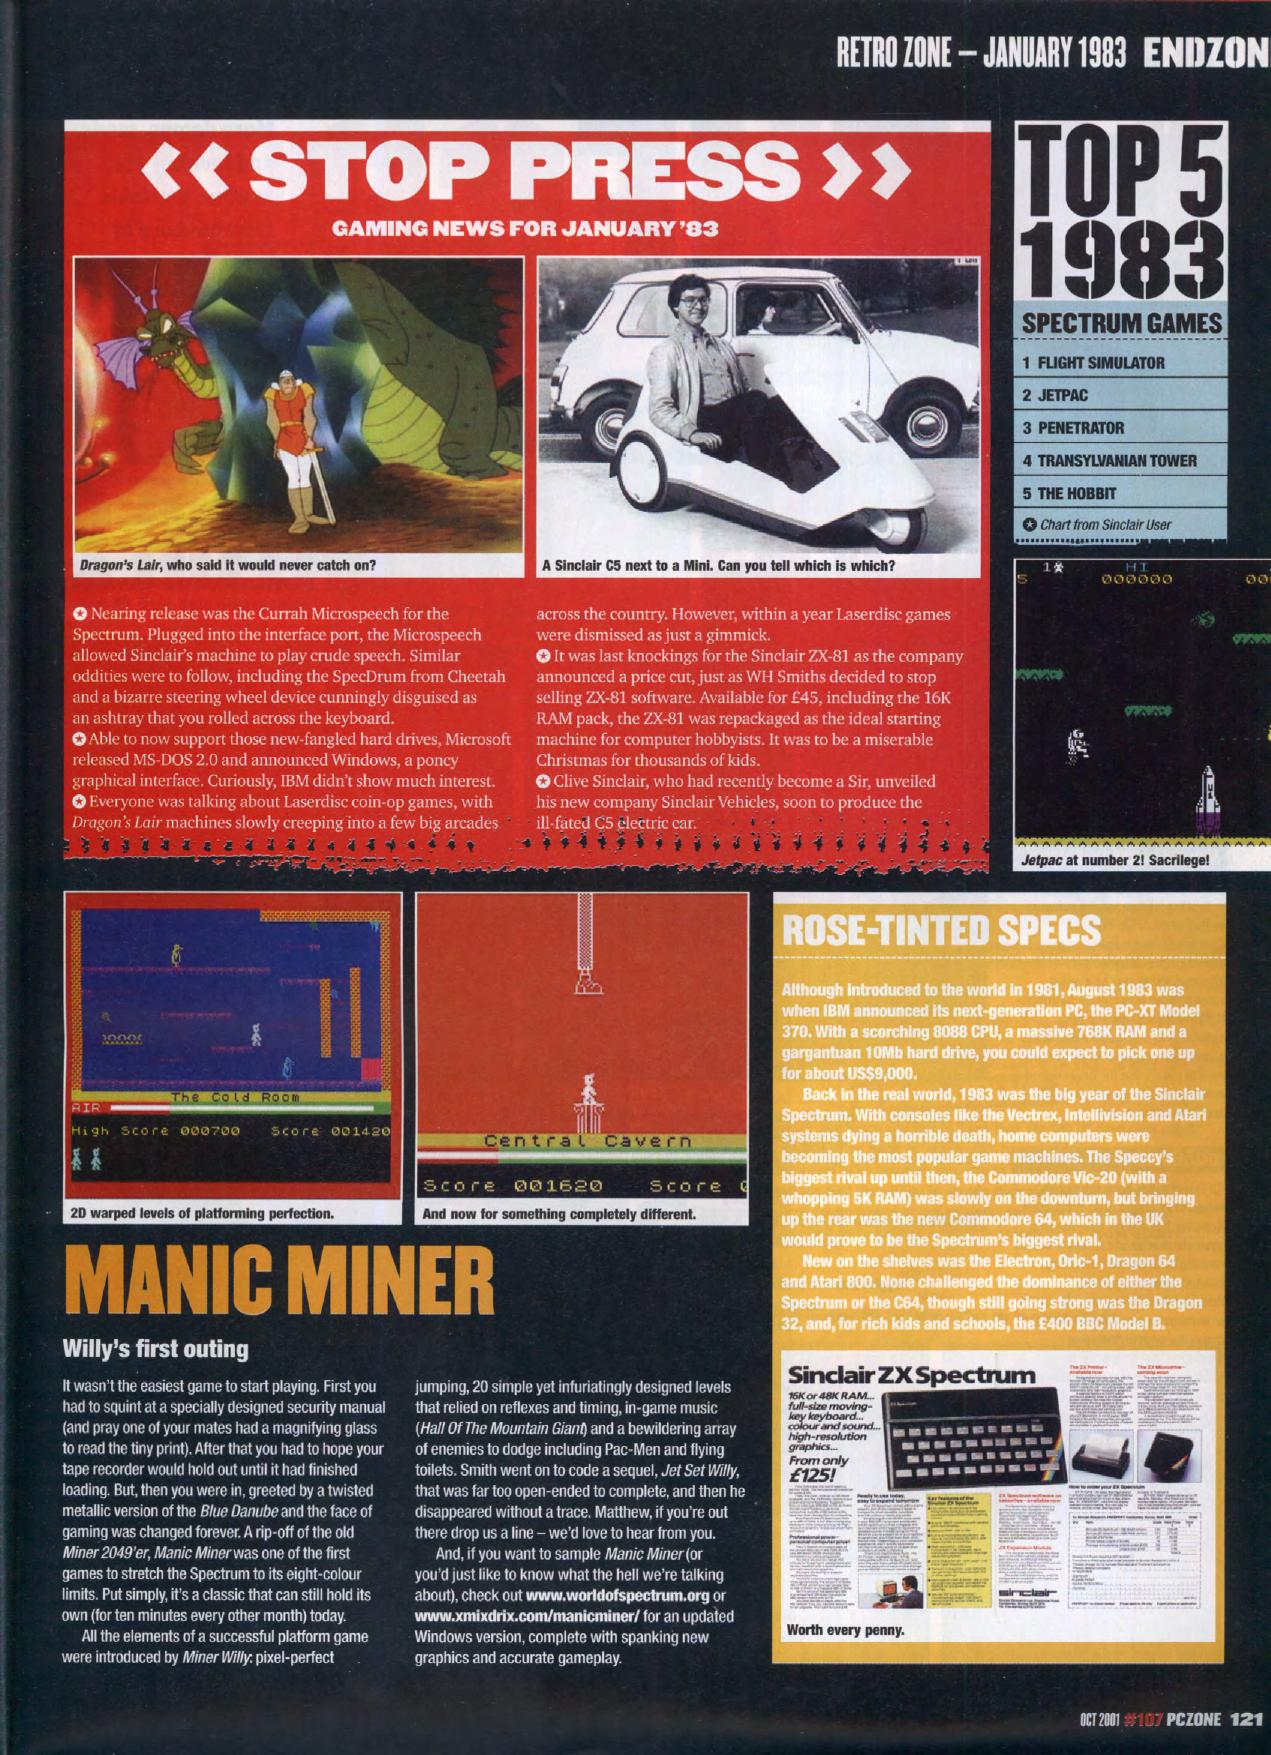 RETRO ZONE – JANUARY 1983 ENDZON
<< STOP PRESS >>
GAMING NEWS FOR JANUARY '83
Dragon's Lair, who said it would never catch on?
A Sinclair C5 next to a Mini. Can you tell which is which?
Nearing release was the Currah Microspeech for the
Spectrum. Plugged into the interface port, the Microspeech
allowed Sinclair's machine to play crude speech. Similar
oddities were to follow, including the SpecDrum from Cheetah
and a bizarre steering wheel device cunningly disguised as
an ashtray that you rolled across the keyboard.
Able to now support those new-fangled hard drives, Microsoft
released MS-DOS 2.0 and announced Windows, a poncy
graphical interface. Curiously, IBM didn't show much interest.
Everyone was talking about Laserdisc coin-op games, with
Dragon's Lair machines slowly creeping into a few big arcades
across the country. However, within a year Laserdisc games
were dismissed as just a gimmick.
It was last knockings for the Sinclair ZX-81 as the company
announced a price cut, just as WH Smiths decided to stop
selling ZX-81 software. Available for £45, including the 16K
RAM pack, the ZX-81 was repackaged as the ideal starting
machine for computer hobbyists. It was to be a miserable
Christmas for thousands of kids.
Clive Sinclair, who had recently become a Sir, unveiled
his new company Sinclair Vehicles, soon to produce the
ill-fated C5 electric car.
TOP 5
1983
SPECTRUM GAMES
1 FLIGHT SIMULATOR
2 JETPAC
3 PENETRATOR
4 TRANSYLVANIAN TOWER
5 THE HOBBIT
Chart from Sinclair User
1 HI
5 000000 00
Jetpac at number 2! Sacrilege!
The Cold Room
AIR
High Score 000700 Score 001420
2D warped levels of platforming perfection.
Central Cavern
Score 001620 Score 0
And now for something completely different.
MANIC MINER
Willy's first outing
It wasn't the easiest game to start playing. First you
had to squint at a specially designed security manual
(and pray one of your mates had a magnifying glass
to read the tiny print). After that you had to hope your
tape recorder would hold out until it had finished
loading. But, then you were in, greeted by a twisted
metallic version of the Blue Danube and the face of
gaming was changed forever. A rip-off of the old
Miner 2049'er, Manic Miner was one of the first
games to stretch the Spectrum to its eight-colour
limits. Put simply, it's a classic that can still hold its
own (for ten minutes every other month) today.
All the elements of a successful platform game
were introduced by Miner Willy: pixel-perfect
jumping, 20 simple yet infuriatingly designed levels
that relied on reflexes and timing, in-game music
(Hall Of The Mountain Giant) and a bewildering array
of enemies to dodge including Pac-Men and flying
toilets. Smith went on to code a sequel, Jet Set Willy,
that was far too open-ended to complete, and then he
disappeared without a trace. Matthew, if you're out
there drop us a line – we'd love to hear from you.
And, if you want to sample Manic Miner (or
you'd just like to know what the hell we're talking
about), check out www.worldofspectrum.org or
www.xmixdrix.com/manicminer/ for an updated
Windows version, complete with spanking new
graphics and accurate gameplay.
ROSE-TINTED SPECS
Although introduced to the world in 1981, August 1983 was
when IBM announced its next-generation PC, the PC-XT Model
370. With a scorching 8088 CPU, a massive 768K RAM and a
gargantuan 10Mb hard drive, you could expect to pick one up
for about US$9,000.
Back in the real world, 1983 was the big year of the Sinclair
Spectrum. With consoles like the Vectrex, Intellivision and Atari
systems dying a horrible death, home computers were
becoming the most popular game machines. The Speccy's
biggest rival up until then, the Commodore Vic-20 (with a
whopping 5K RAM) was slowly on the downturn, but bringing
up the rear was the new Commodore 64, which in the UK
would prove to be the Spectrum's biggest rival.
New on the shelves was the Electron, Oric-1, Dragon 64
and Atari 800. None challenged the dominance of either the
Spectrum or the C64, though still going strong was the Dragon
32, and, for rich kids and schools, the £400 BBC Model B.
Sinclair ZX Spectrum
16K or 48K RAM...
full-size moving-
key keyboard...
colour and sound...
high-resolution
graphics...
From only
£125!
Ready to use today,
easy to expand tomorrow
Key features of the
Sinclair ZX Spectrum
sinclair
Worth every penny.
OCT 2001 #107 PCZONE 121